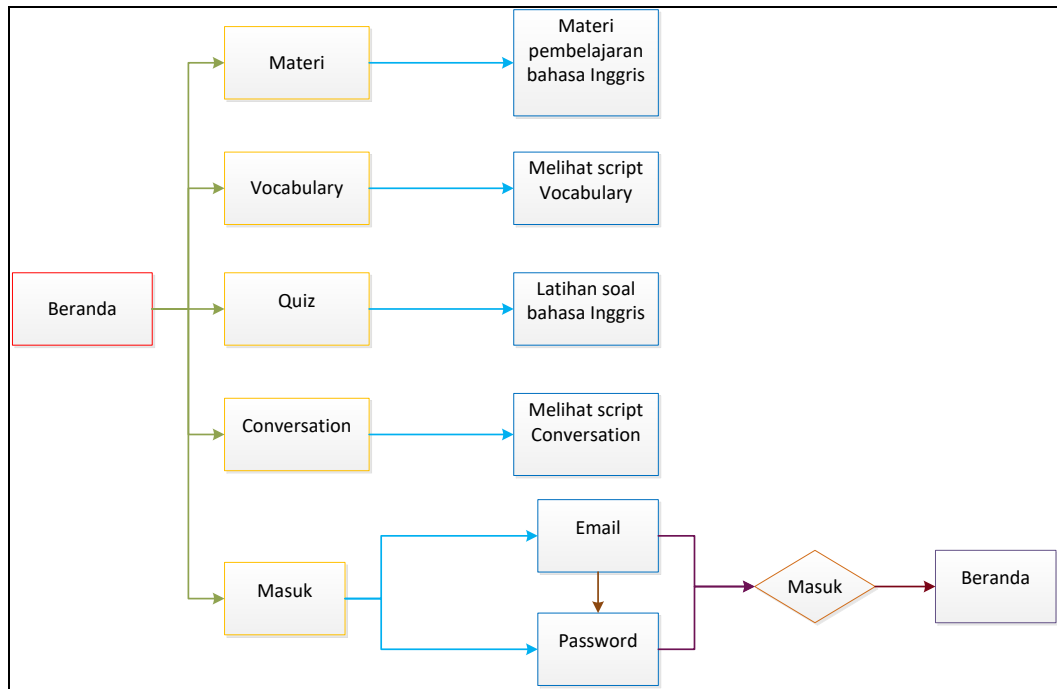 Materi
Materi
pembelajaran
bahasa Inggris
Vocabulary
Melihat script
Vocabulary
Beranda
Quiz
Latihan soal
bahasa Inggris
Conversation
Melihat script
Conversation
Masuk
Email
Password
Masuk
Beranda